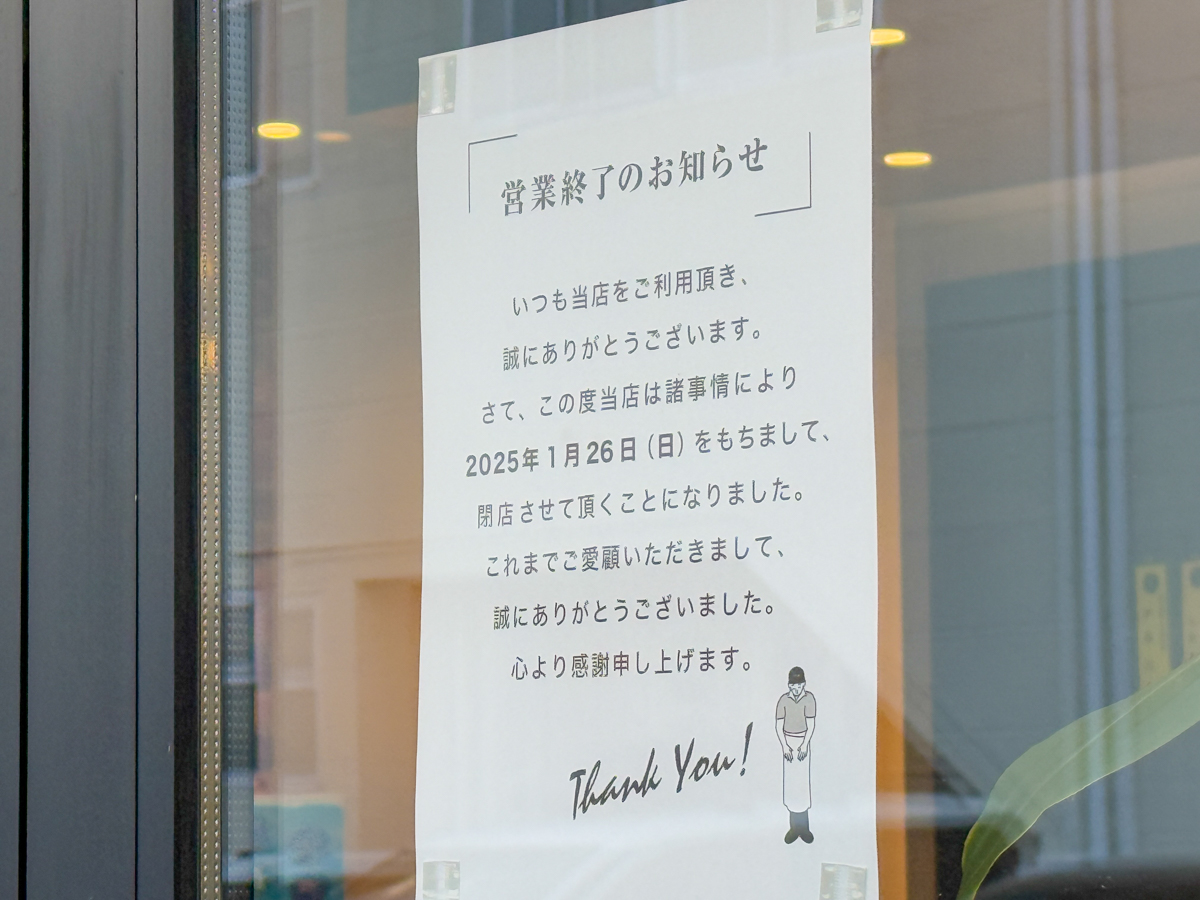 営業終了のお知らせ
いつも当店をご利用頂き、
誠にありがとうございます。
さて、この度当店は諸事情により
2025年1月26日（日）をもちまして、
閉店させて頂くことになりました。
これまでご愛顧いただきまして、
誠にありがとうございました。
心より感謝申し上げます。
Thank You!